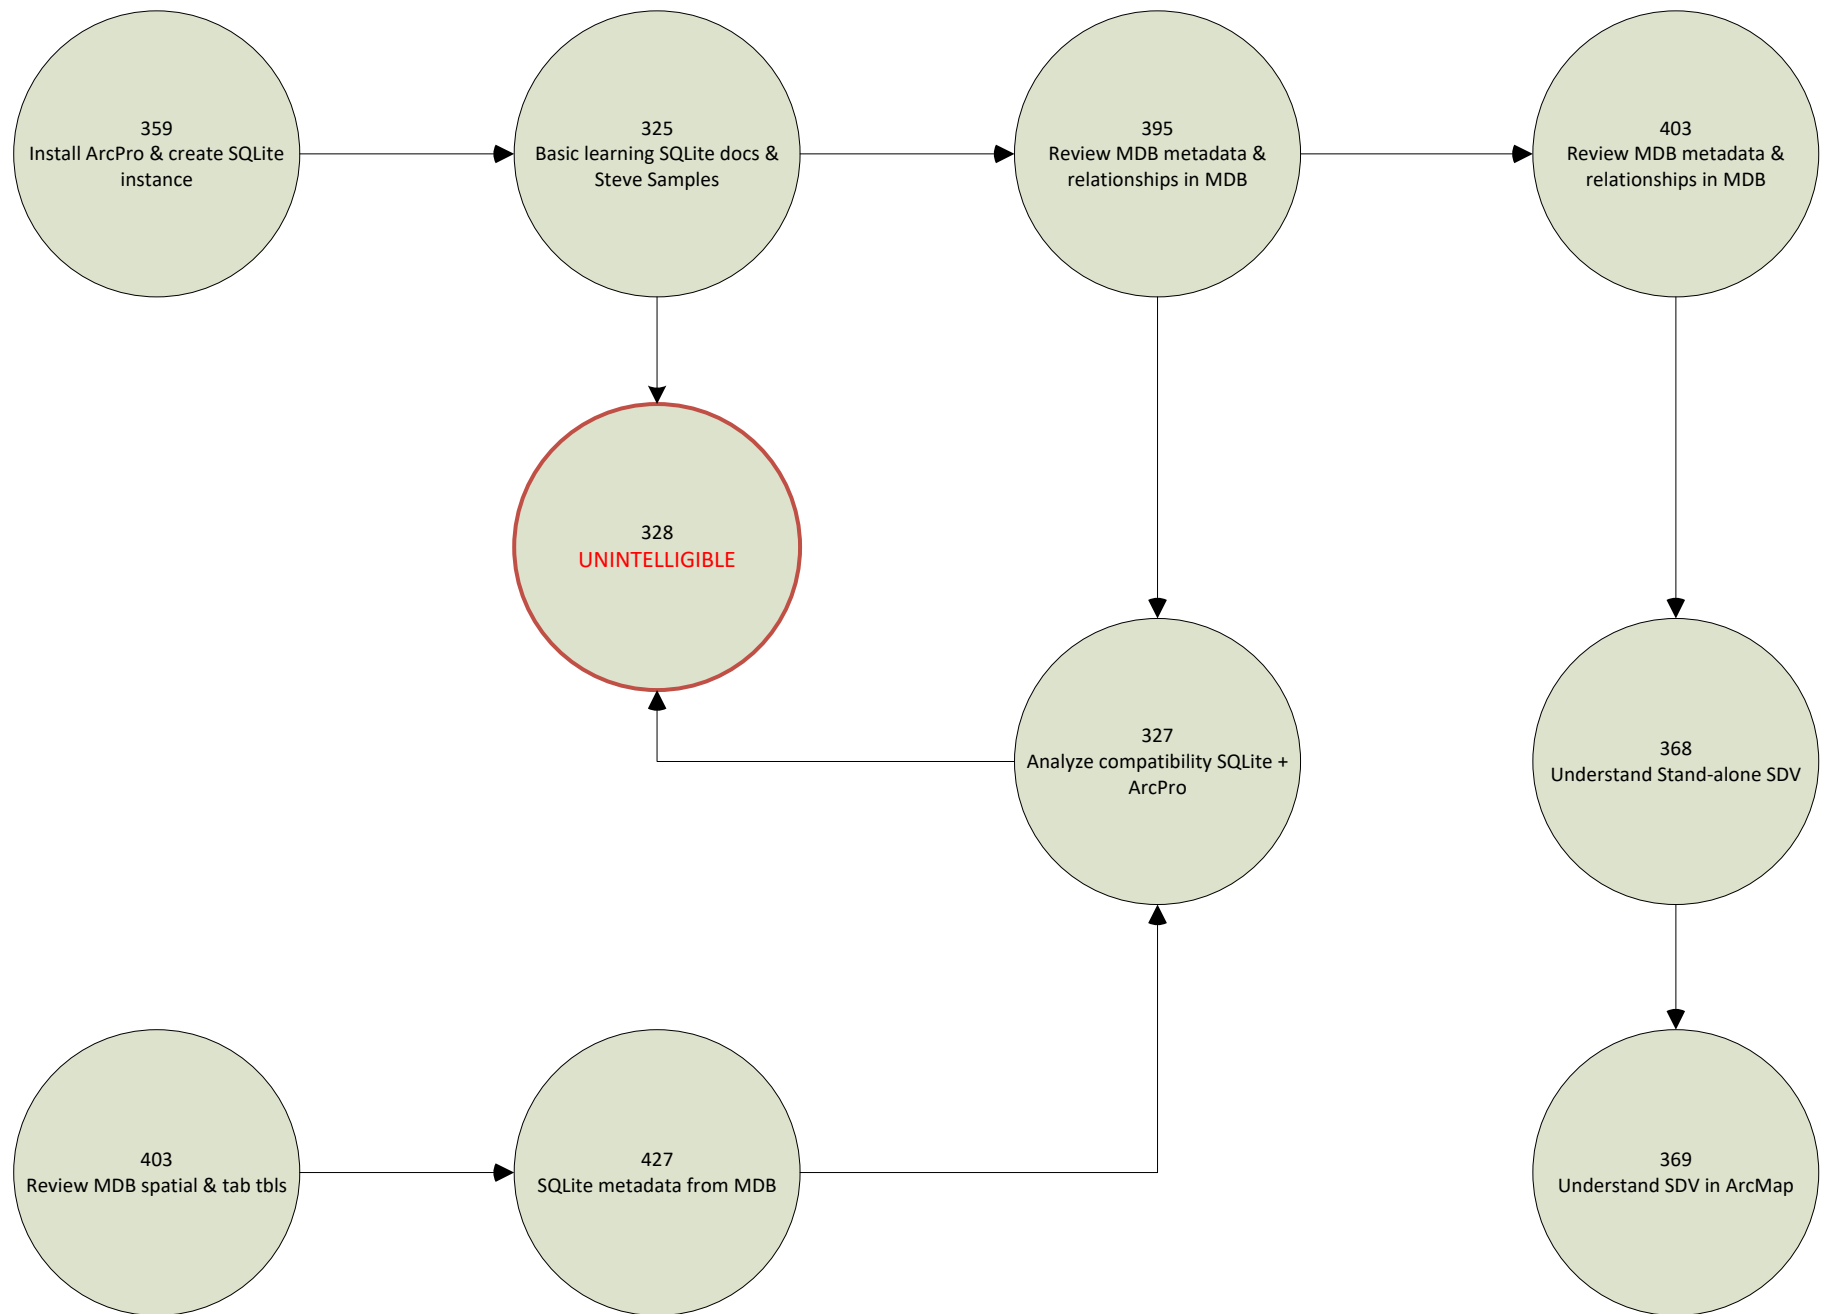 359
Install ArcPro & create SQLite
instance
325
Basic learning SQLite docs &
Steve Samples
395
Review MDB metadata &
relationships in MDB
403
Review MDB metadata &
relationships in MDB
328
UNINTELLIGIBLE
327
Analyze compatibility SQLite +
ArcPro
368
Understand Stand-alone SDV
403
Review MDB spatial & tab tbls
427
SQLite metadata from MDB
369
Understand SDV in ArcMap